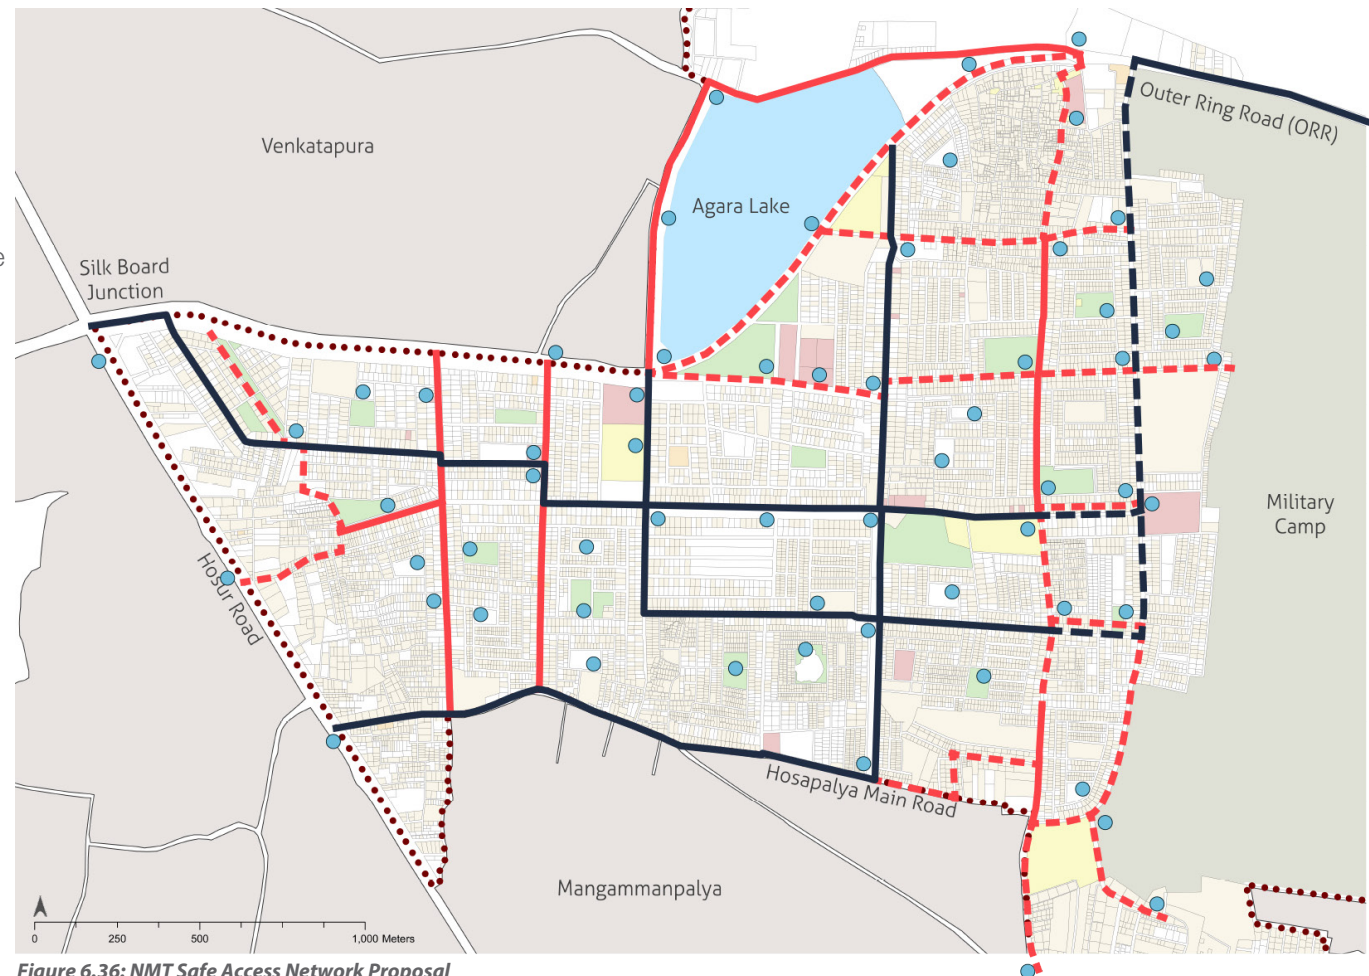 Outer Ring Road (ORR)
Venkatapura
Agara Lake
e
Silk Board
Junction
Military
Camp
Hosur Road
Hosapalya Main Road
Mangammanpalya
0 250 500 1,000 Meters
Figure 6.36: NMT Safe Access Network Proposal